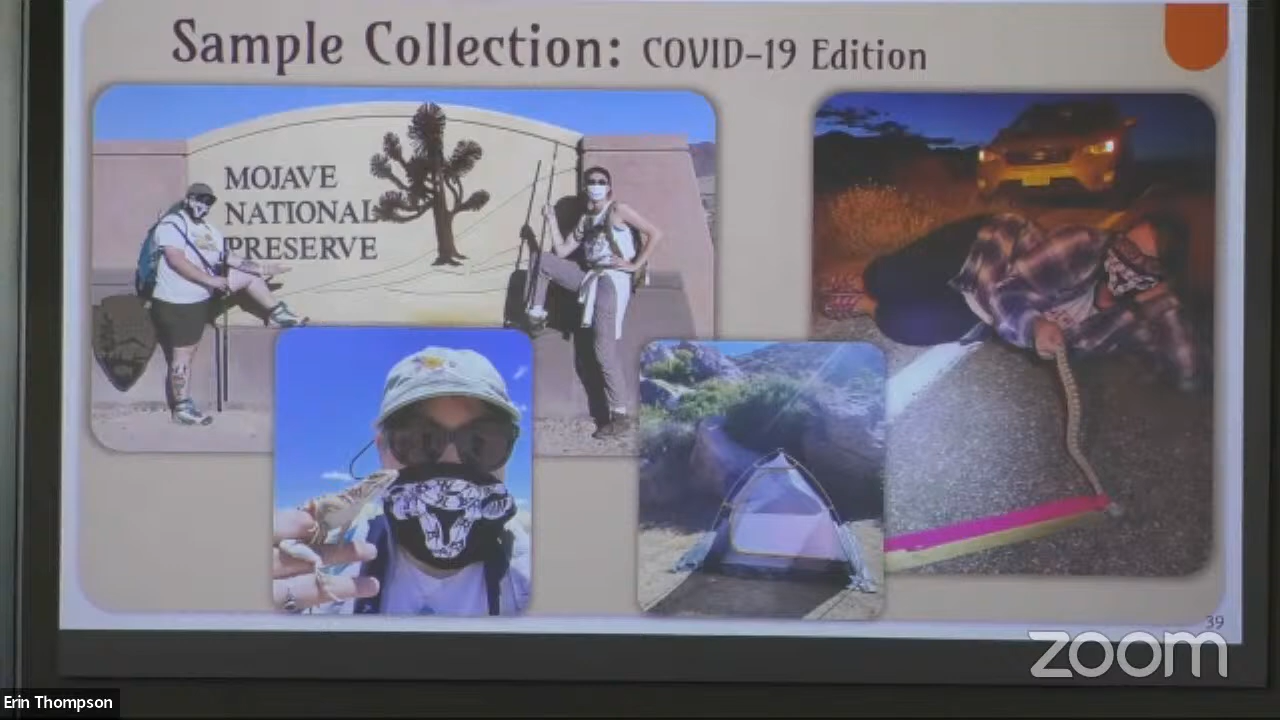 Sample Collection: COVID-19 Edition
MOJAVE
NATIONAL
PRESERVE
39
zoom
Erin Thompson